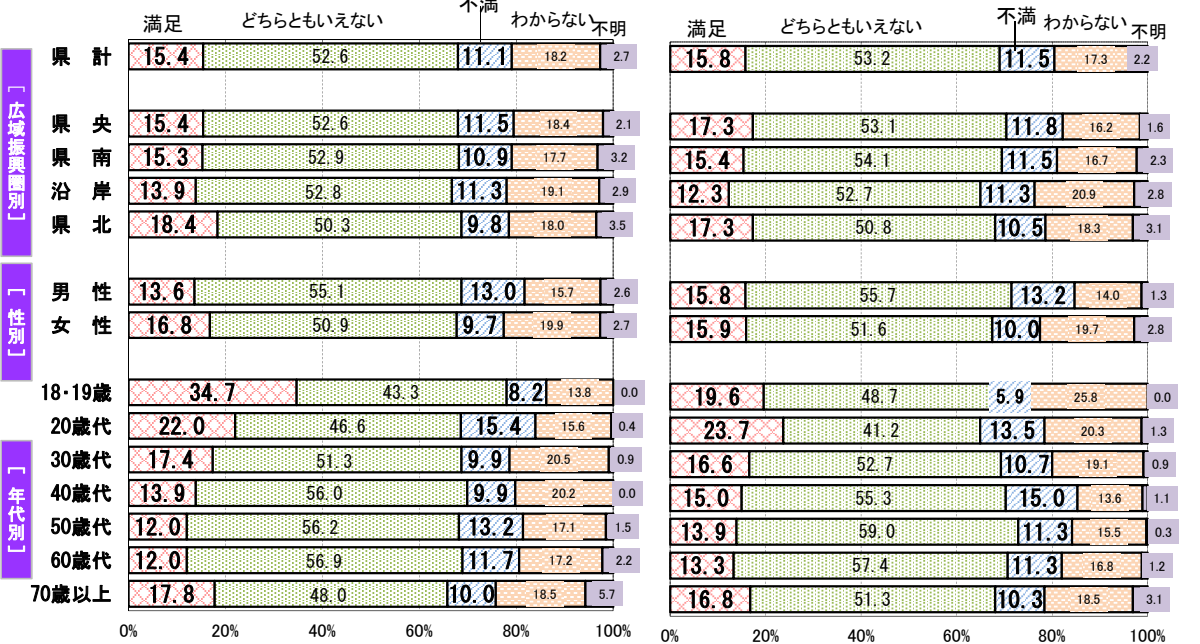 満足 どちらともいえない 不満 わからない 不明 満足 どちらともいえない 不満 わからない 不明
県 計 15.4 52.6 11.1 18.2 2.7 15.8 53.2 11.5 17.3 2.2
[広域振興圏別]
県 央 15.4 52.6 11.5 18.4 2.1 17.3 53.1 11.8 16.2 1.6
県 南 15.3 52.9 10.9 17.7 3.2 15.4 54.1 11.5 16.7 2.3
沿 岸 13.9 52.8 11.3 19.1 2.9 12.3 52.7 11.3 20.9 2.8
県 北 18.4 50.3 9.8 18.0 3.5 17.3 50.8 10.5 18.3 3.1
[性別]
男 性 13.6 55.1 13.0 15.7 2.6 15.8 55.7 13.2 14.0 1.3
女 性 16.8 50.9 9.7 19.9 2.7 15.9 51.6 10.0 19.7 2.8
18・19歳 34.7 43.3 8.2 13.8 0.0 19.6 48.7 5.9 25.8 0.0
20歳代 22.0 46.6 15.4 15.6 0.4 23.7 41.2 13.5 20.3 1.3
[年代別]
30歳代 17.4 51.3 9.9 20.5 0.9 16.6 52.7 10.7 19.1 0.9
40歳代 13.9 56.0 9.9 20.2 0.0 15.0 55.3 15.0 13.6 1.1
50歳代 12.0 56.2 13.2 17.1 1.5 13.9 59.0 11.3 15.5 0.3
60歳代 12.0 56.9 11.7 17.2 2.2 13.3 57.4 11.3 16.8 1.2
70歳以上 17.8 48.0 10.0 18.5 5.7 16.8 51.3 10.3 18.5 3.1
0% 20% 40% 60% 80% 100% 0% 20% 40% 60% 80% 100%